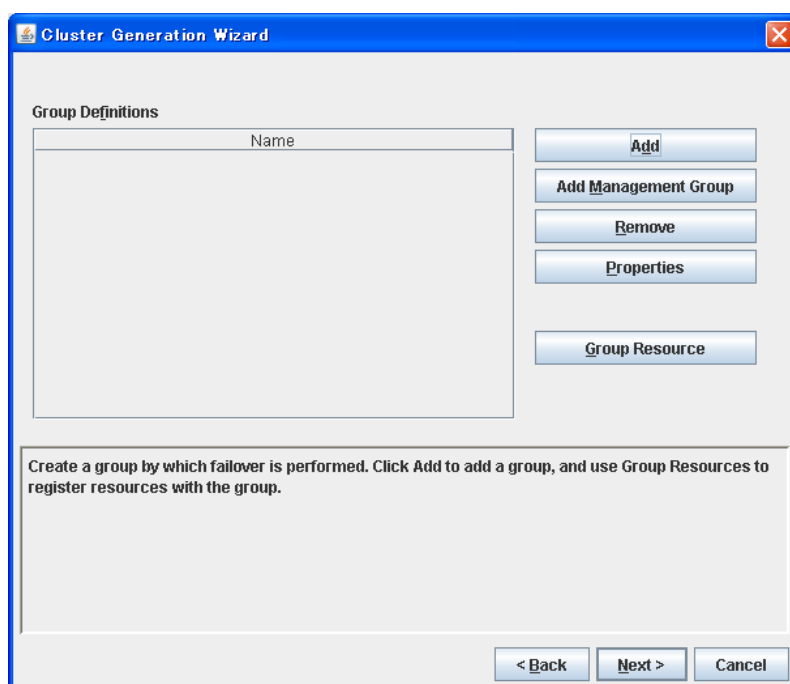 Cluster Generation Wizard
Group Definitions
Name
Add
Add Management Group
Remove
Properties
Group Resource
Create a group by which failover is performed. Click Add to add a group, and use Group Resources to
register resources with the group.
< Back
Next >
Cancel